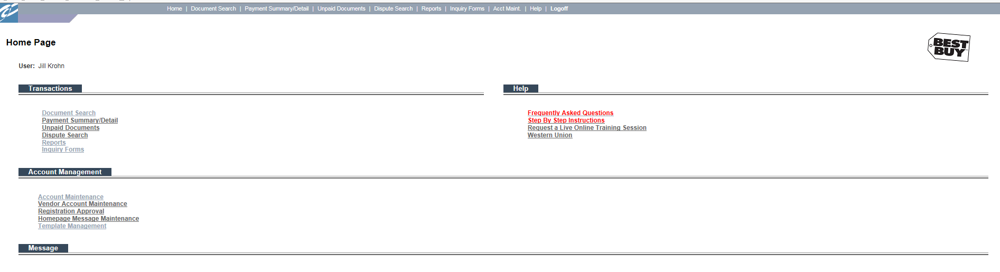 Home | Document Search | Payment Summary/Detail | Unpaid Documents | Dispute Search | Reports | Inquiry Forms | Acct Maint. | Help | Logoff
Home Page
BEST
BUY
User: Jill Krohn
Transactions
Document Search
Payment Summary/Detail
Unpaid Documents
Dispute Search
Reports
Inquiry Forms
Help
Frequently Asked Questions
Step By Step Instructions
Request a Live Online Training Session
Western Union
Account Management
Account Maintenance
Vendor Account Maintenance
Registration Approval
Homepage Message Maintenance
Template Management
Message